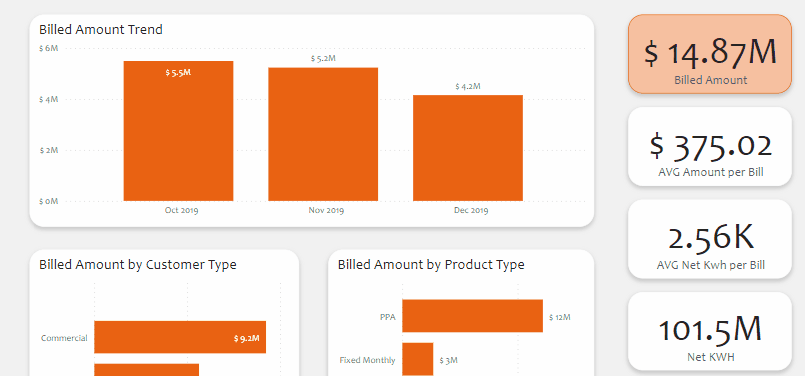 Billed Amount Trend
$ 6M
$ 4M
$ 2M
$ 0M
$ 5.5M
$ 5.2M
$ 4.2M
Oct 2019
Nov 2019
Dec 2019
$ 14.87M
Billed Amount
$ 375.02
AVG Amount per Bill
2.56K
AVG Net Kwh per Bill
101.5M
Net KWH
Billed Amount by Customer Type
Commercial
$ 9.2M
Billed Amount by Product Type
PPA
$ 12M
Fixed Monthly
$ 3M